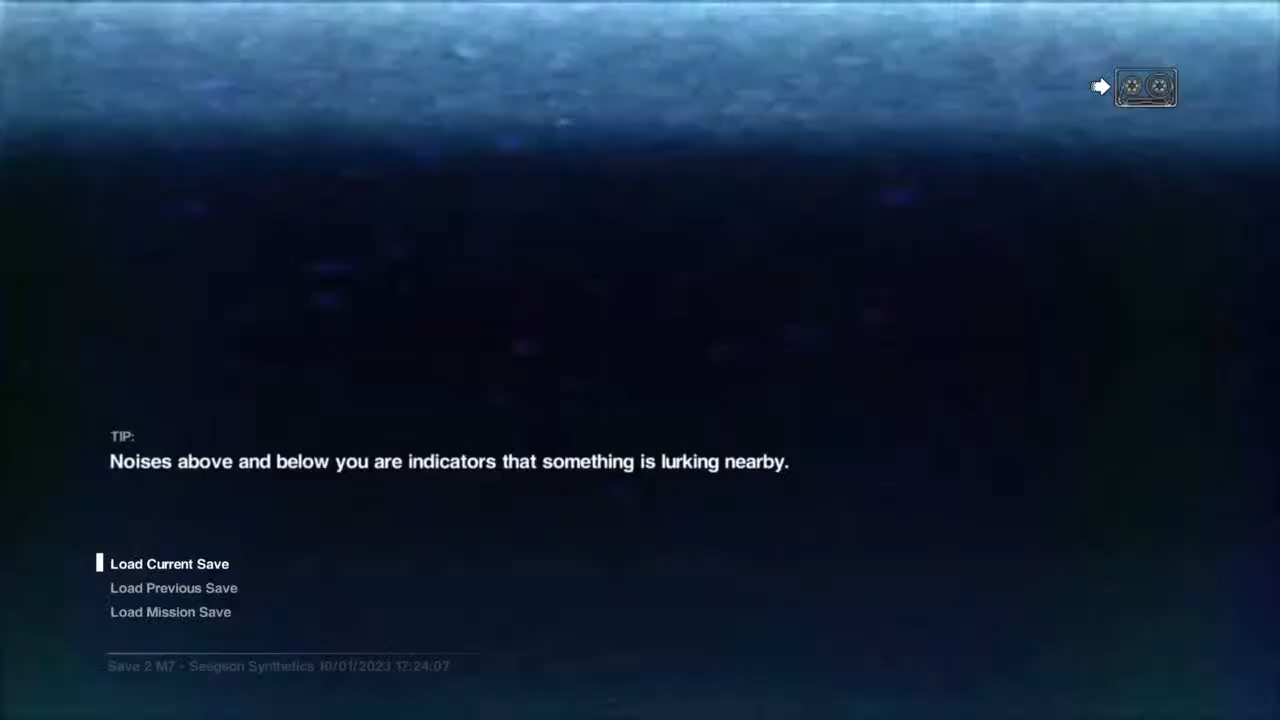 TIP:
Noises above and below you are indicators that something is lurking nearby.
Load Current Save
Load Previous Save
Load Mission Save
Save 2 M7 - Seegson Synthetics 10/01/2023 17:24:07